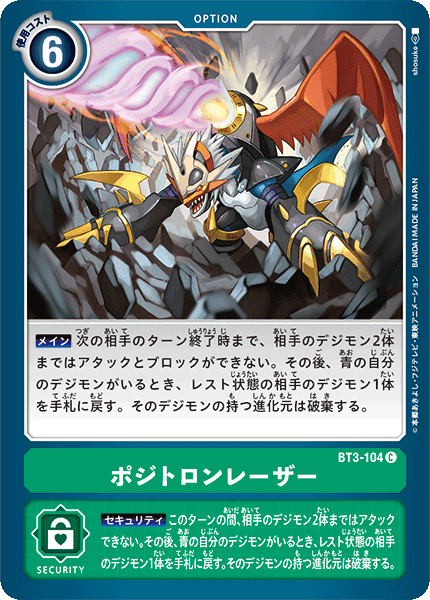 使用コスト
6
OPTION
shosuke
©本郷あきよし・フジテレビ・東映アニメーション BANDAI MADE IN JAPAN
メイン 次の相手のターン終了時まで、相手のデジモン2体
まではアタックとブロックができない。その後、青の自分
のデジモンがいるとき、レスト状態の相手のデジモン1体
を手札に戻す。そのデジモンの持つ進化元は破棄する。
BT3-104 C
ポジトロンレーザー
セキュリティ このターンの間、相手のデジモン2体まではアタック
できない。その後、青の自分のデジモンがいるとき、レスト状態の相手
のデジモン1体を手札に戻す。そのデジモンの持つ進化元は破棄する。
SECURITY